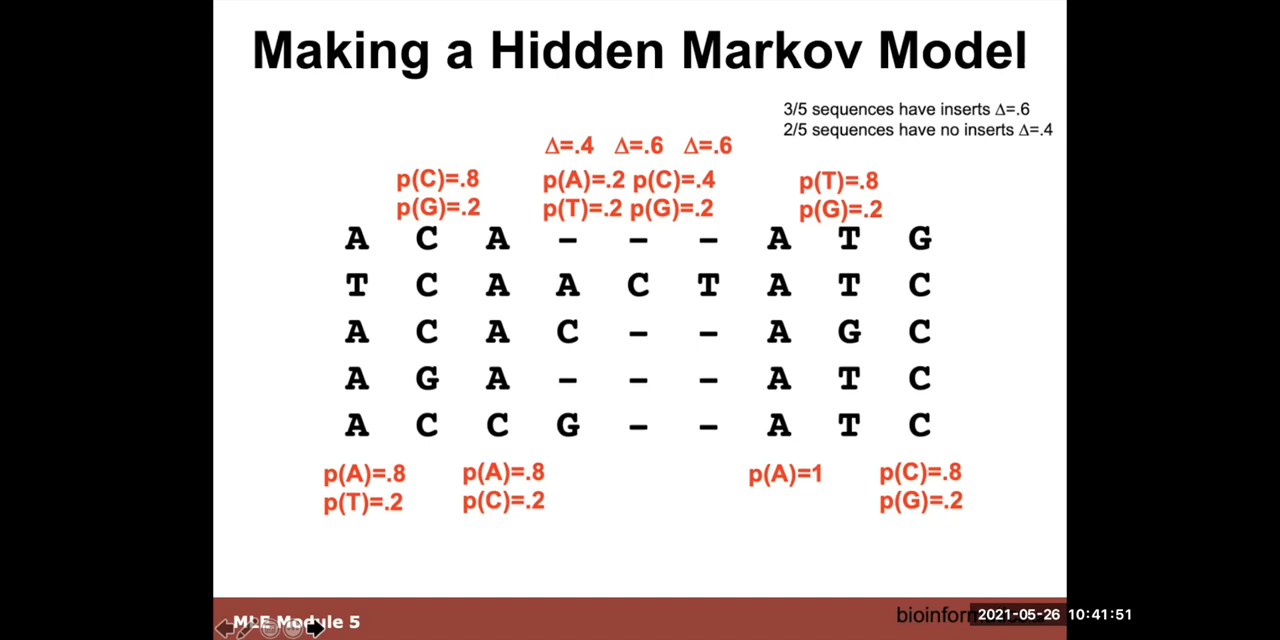 Making a Hidden Markov Model
3/5 sequences have inserts Δ=.6
2/5 sequences have no inserts Δ=.4
Δ=.4 Δ=.6 Δ=.6
p(C)=.8 p(A)=.2 p(C)=.4 p(T)=.8
p(G)=.2 p(T)=.2 p(G)=.2 p(G)=.2
A C A – – – A T G
T C A A C T A T C
A C A C – – A G C
A G A – – – A T C
A C C G – – A T C
p(A)=.8 p(A)=.8 p(A)=1 p(C)=.8
p(T)=.2 p(C)=.2 p(G)=.2
MLE Module 5
2021-05-26 10:41:51